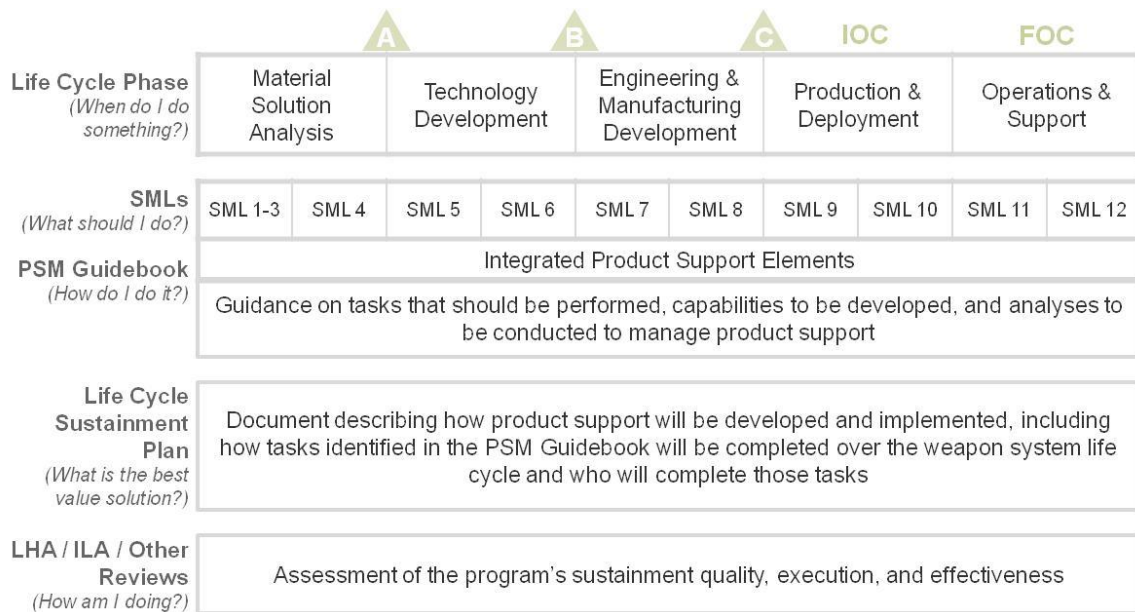 A
B
C
IOC
FOC
Life Cycle Phase
(When do I do
something?)
Material
Solution
Analysis
Technology
Development
Engineering &
Manufacturing
Development
Production &
Deployment
Operations &
Support
SMLs
(What should I do?)
SML 1-3
SML 4
SML 5
SML 6
SML 7
SML 8
SML 9
SML 10
SML 11
SML 12
PSM Guidebook
(How do I do it?)
Integrated Product Support Elements
Guidance on tasks that should be performed, capabilities to be developed, and analyses to
be conducted to manage product support
Life Cycle
Sustainment
Plan
(What is the best
value solution?)
Document describing how product support will be developed and implemented, including
how tasks identified in the PSM Guidebook will be completed over the weapon system life
cycle and who will complete those tasks
LHA / ILA / Other
Reviews
(How am I doing?)
Assessment of the program's sustainment quality, execution, and effectiveness